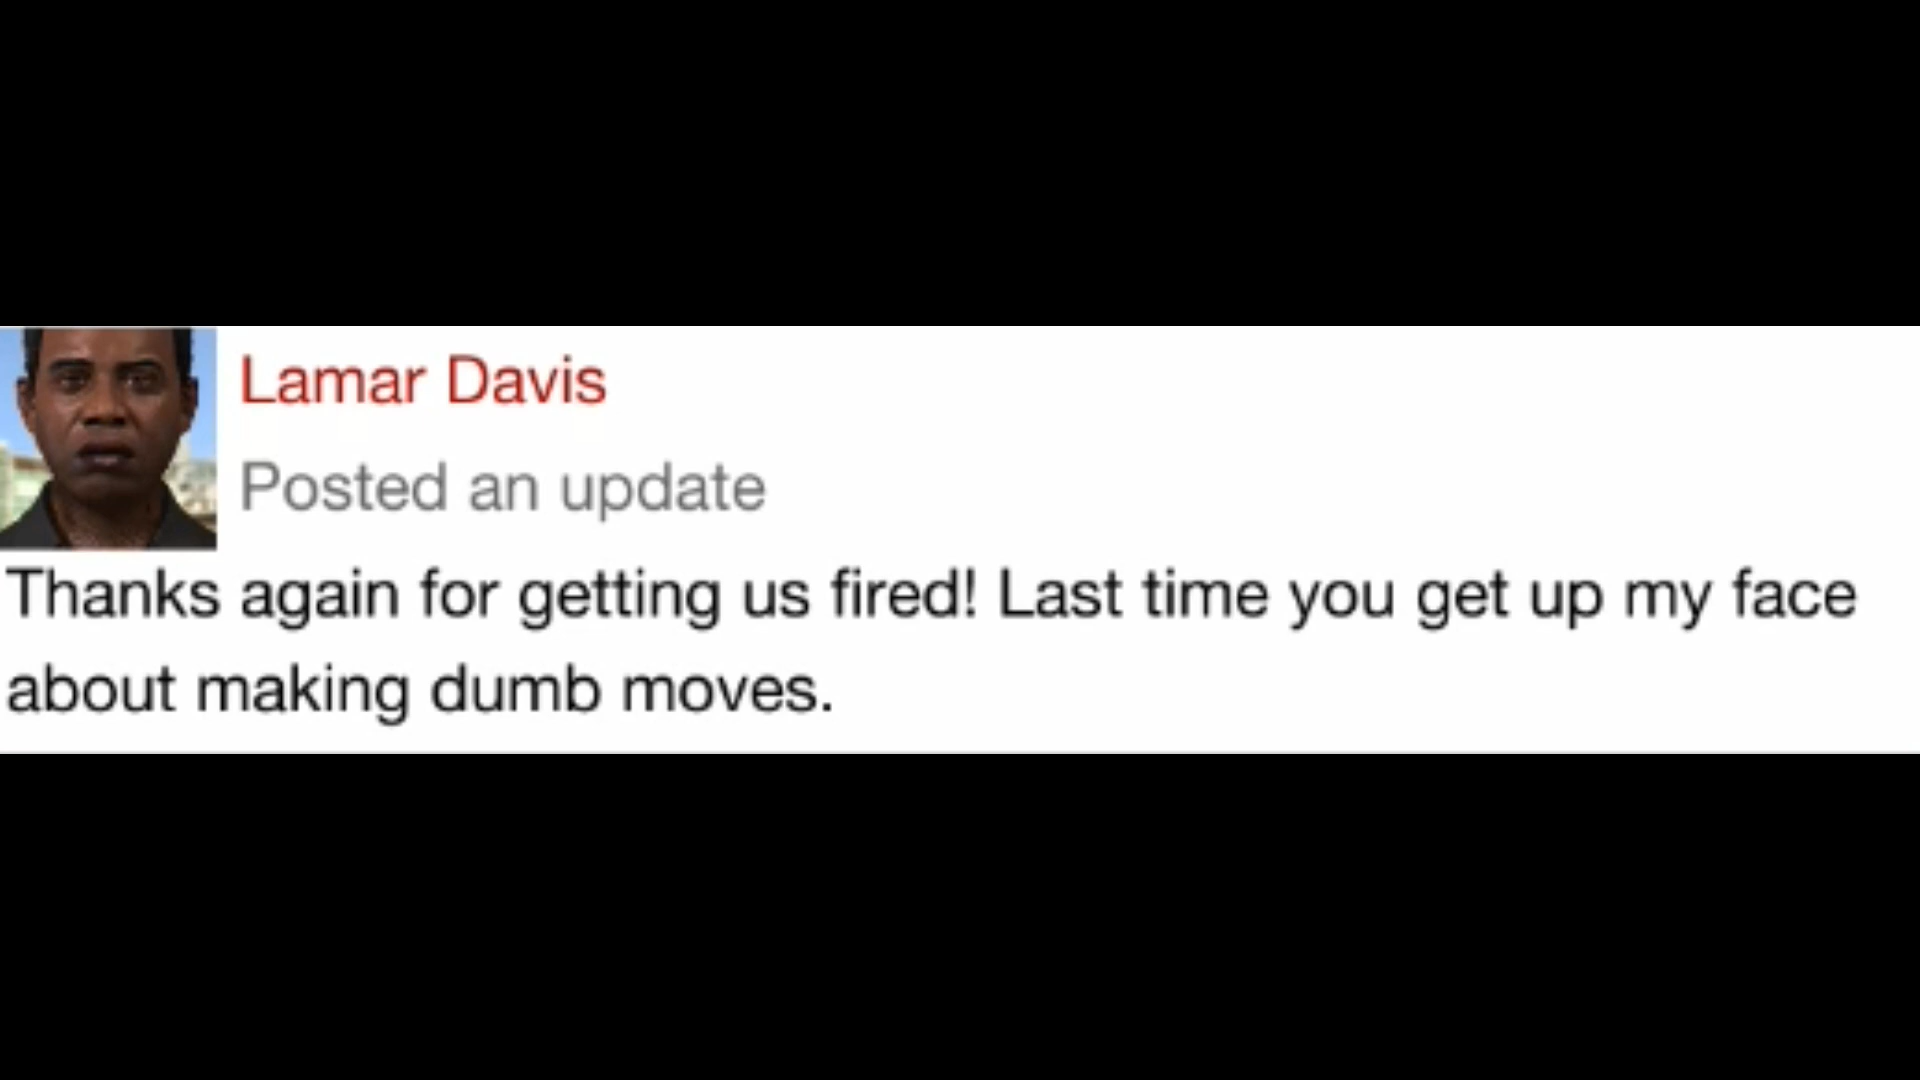 Lamar Davis
Posted an update
Thanks again for getting us fired! Last time you get up my face
about making dumb moves.